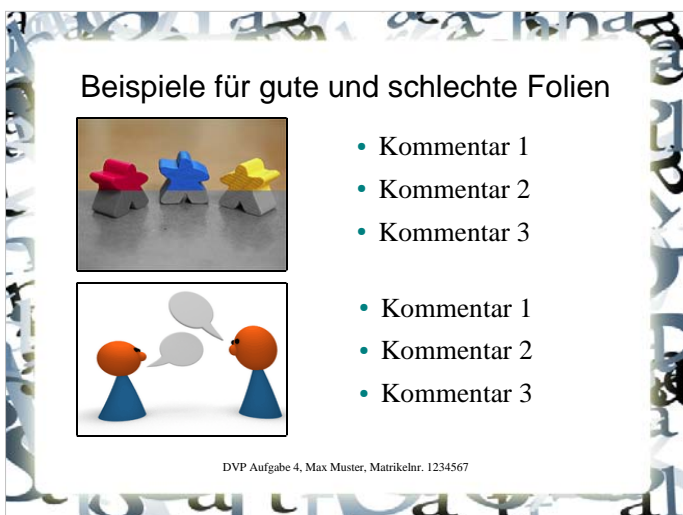 Beispiele für gute und schlechte Folien
• Kommentar 1
• Kommentar 2
• Kommentar 3
• Kommentar 1
• Kommentar 2
• Kommentar 3
DVP Aufgabe 4, Max Muster, Matrikelnr. 1234567